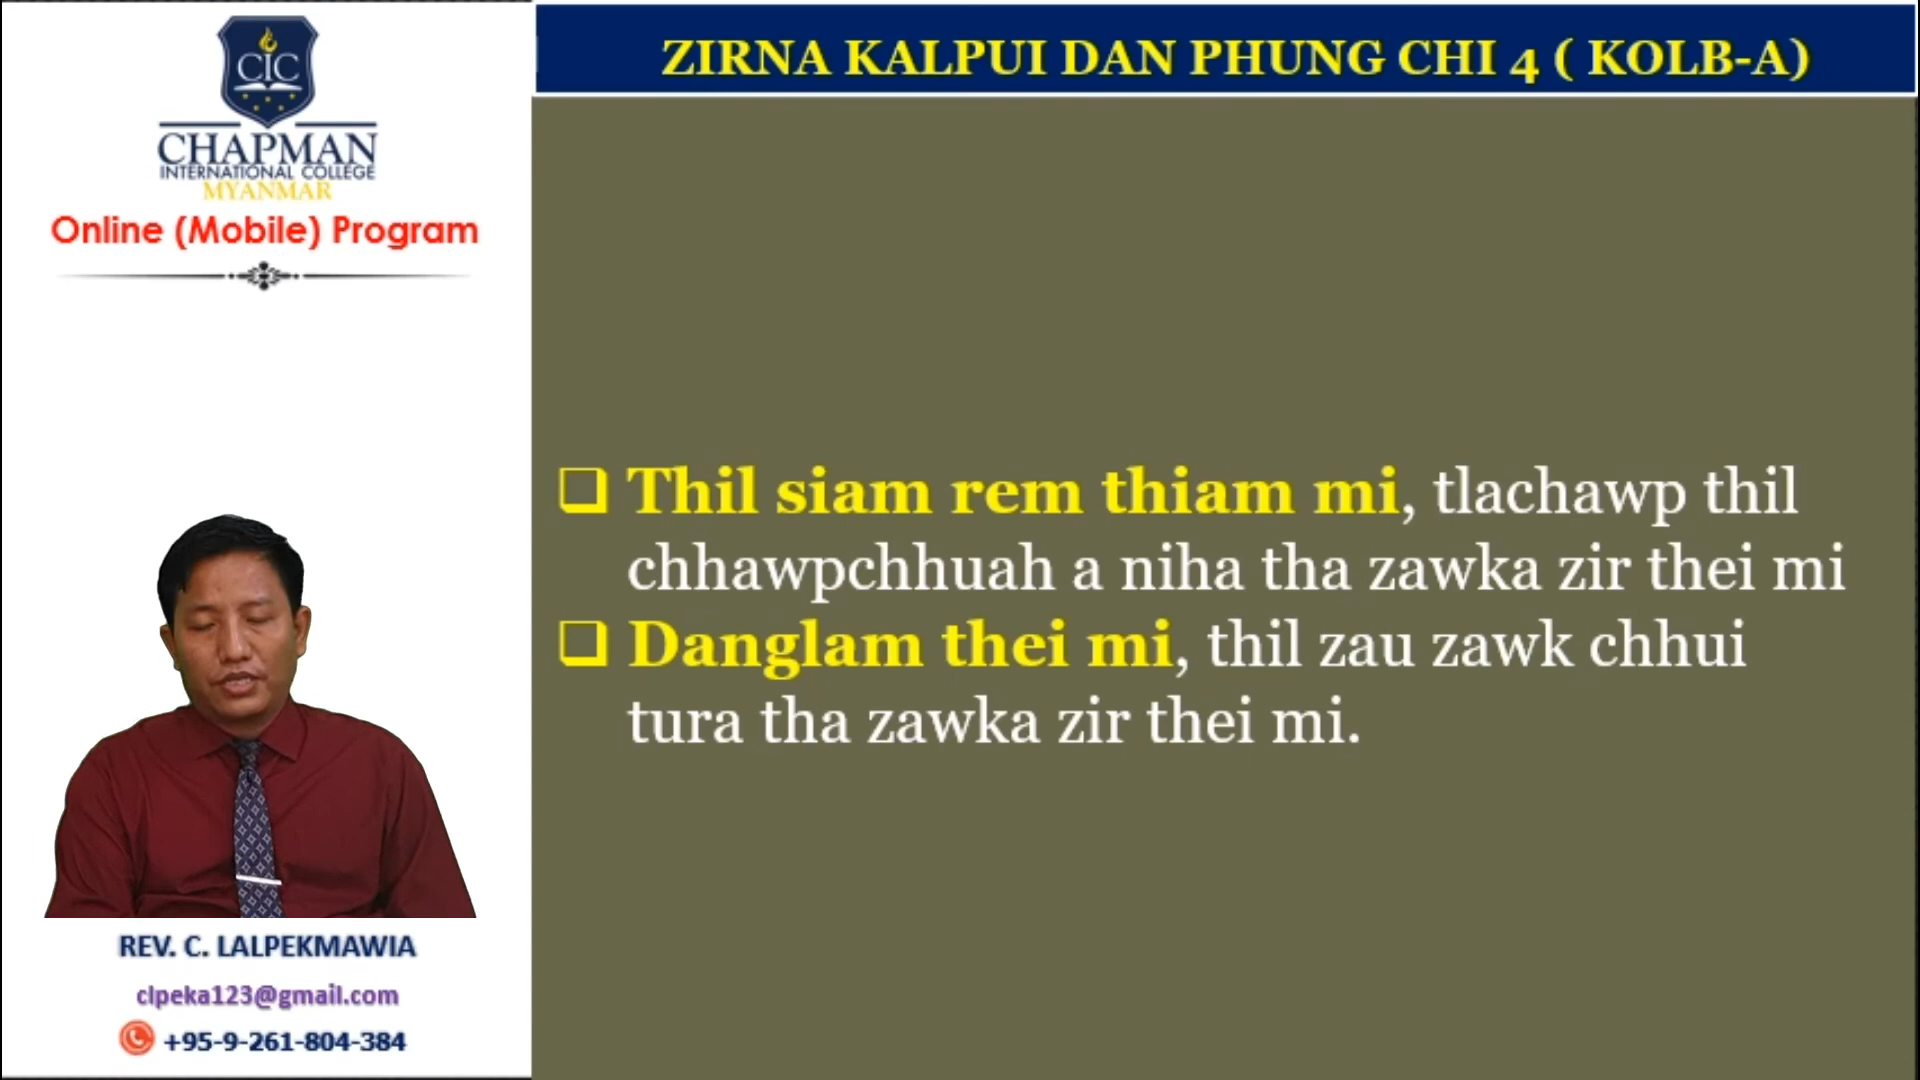 CIC
CHAPMAN
INTERNATIONAL COLLEGE
MYANMAR
Online (Mobile) Program
REV. C. LALPEKMAWIA
clpeka123@gmail.com
+95-9-261-804-384
ZIRNA KALPUI DAN PHUNG CHI 4 ( KOLB-A)
❑ Thil siam rem thiam mi, tlachawp thil
chhawpchhuah a niha tha zawka zir thei mi
❑ Danglam thei mi, thil zau zawk chhui
tura tha zawka zir thei mi.